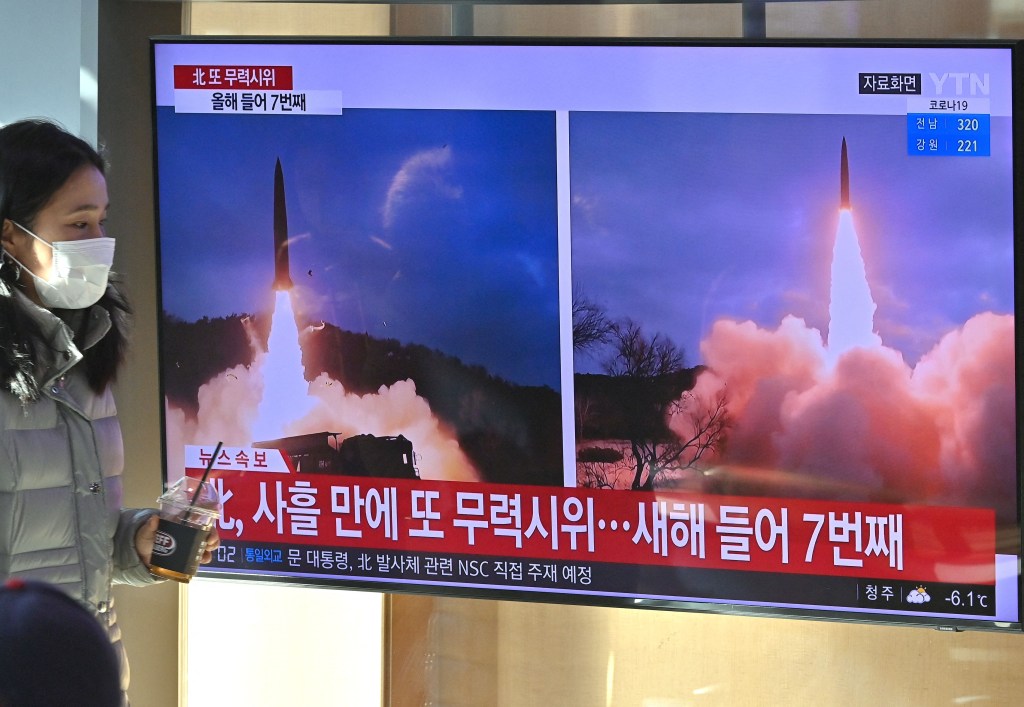 北 또 무력시위
올해 들어 7번째
자료화면 YTN
코로나19
전남 320
강원 221
뉴스속보
北, 사흘 만에 또 무력시위…새해 들어 7번째
통일외교 문 대통령, 北 발사체 관련 NSC 직접 주재 예정
청주 -6.1℃